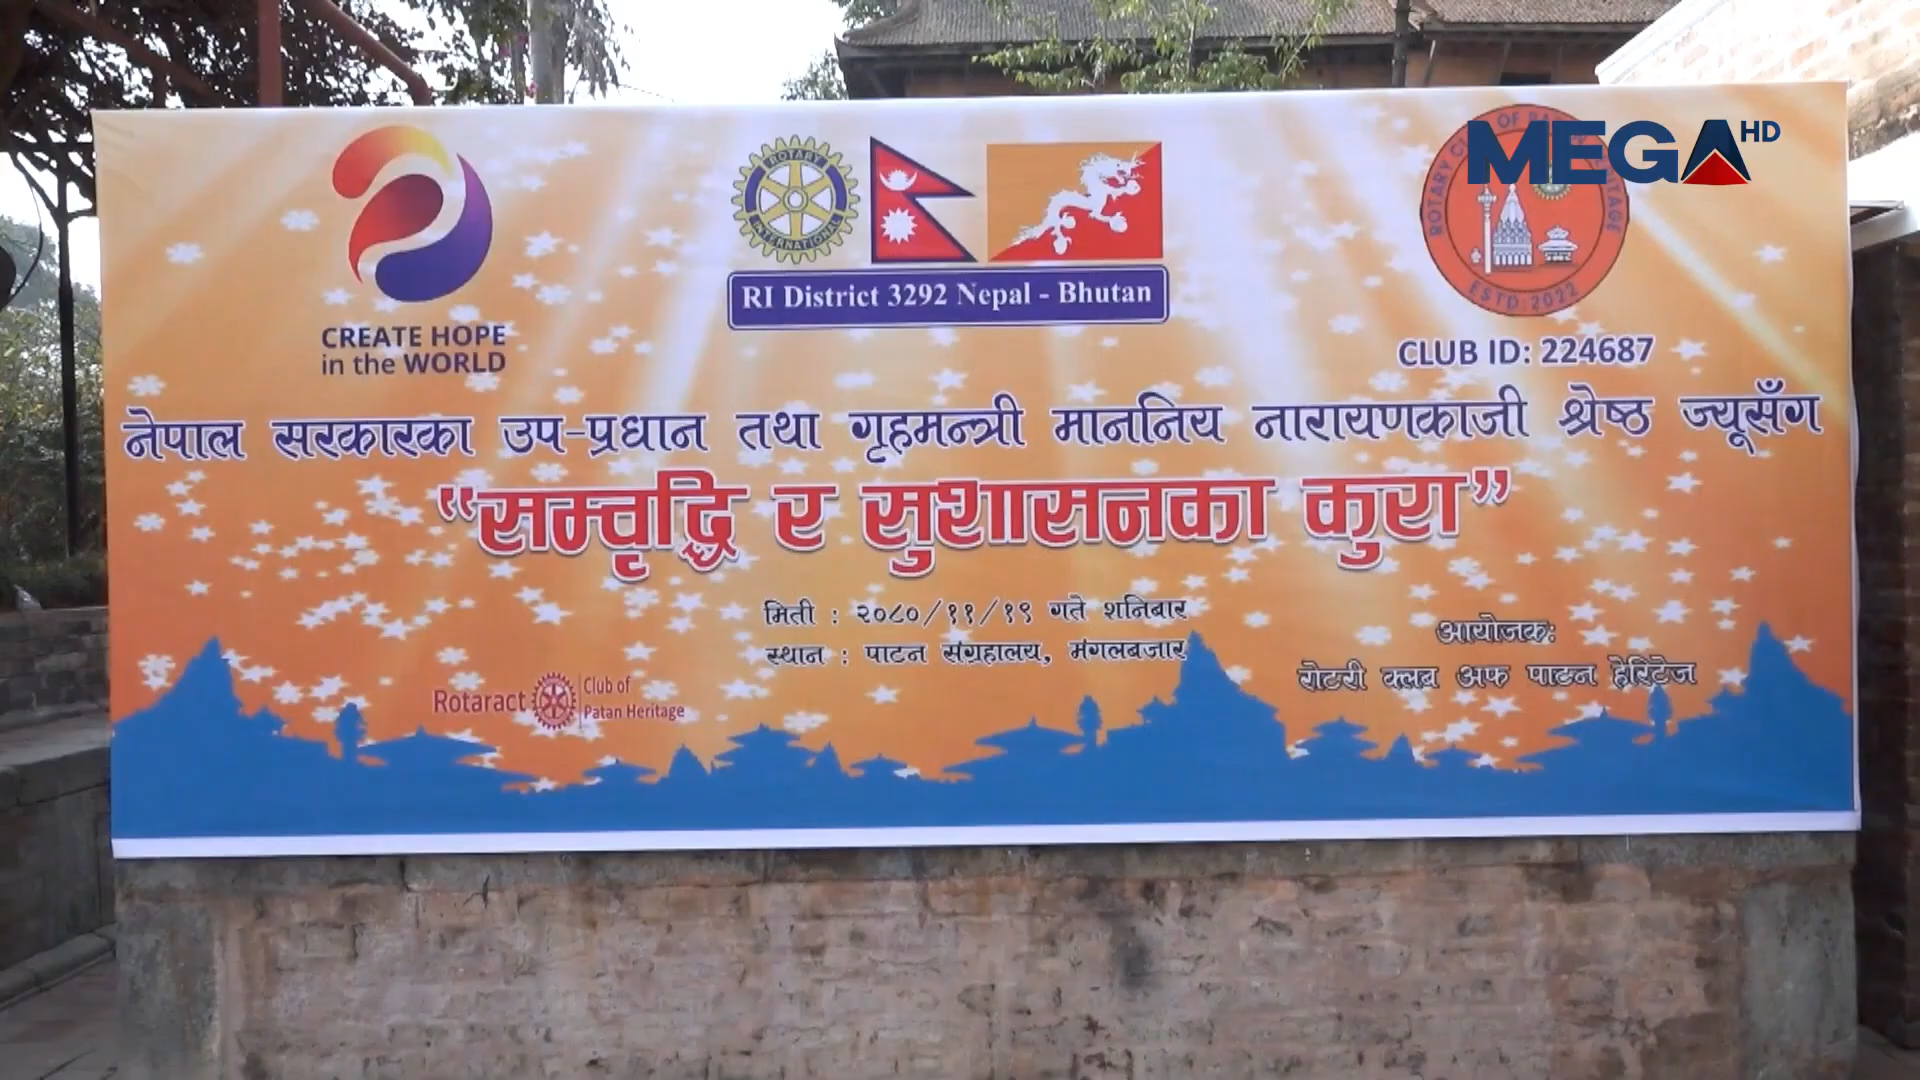 MEGA HD
ROTARY INTERNATIONAL
RI District 3292 Nepal - Bhutan
CREATE HOPE
in the WORLD
ESTD: 2022
CLUB ID: 224687
नेपाल सरकारका उप-प्रधान तथा गृहमन्त्री माननिय नारायणकाजी श्रेष्ठ ज्यूसँग
“सम्वृद्धि र सुशासनका कुरा”
मिती : २०८०/११/१९ गते शनिबार
स्थान : पाटन संग्रहालय, मंगलबजार
आयोजक:
रोटरी क्लब अफ पाटन हेरिटेज
Rotaract Club of
Patan Heritage